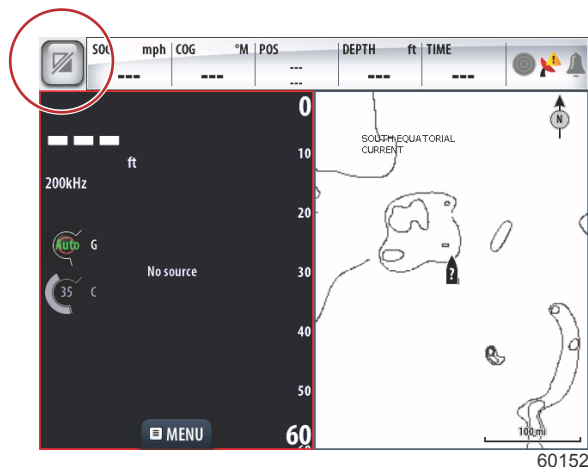 SOG mph COG °M POS DEPTH ft TIME
--- --- --- --- ---
---
0
ft
200kHz
10
20
Auto G
30
No source
35 C
40
50
MENU
60
N
SOUTH EQUATORIAL
CURRENT
?
100 mi
60152